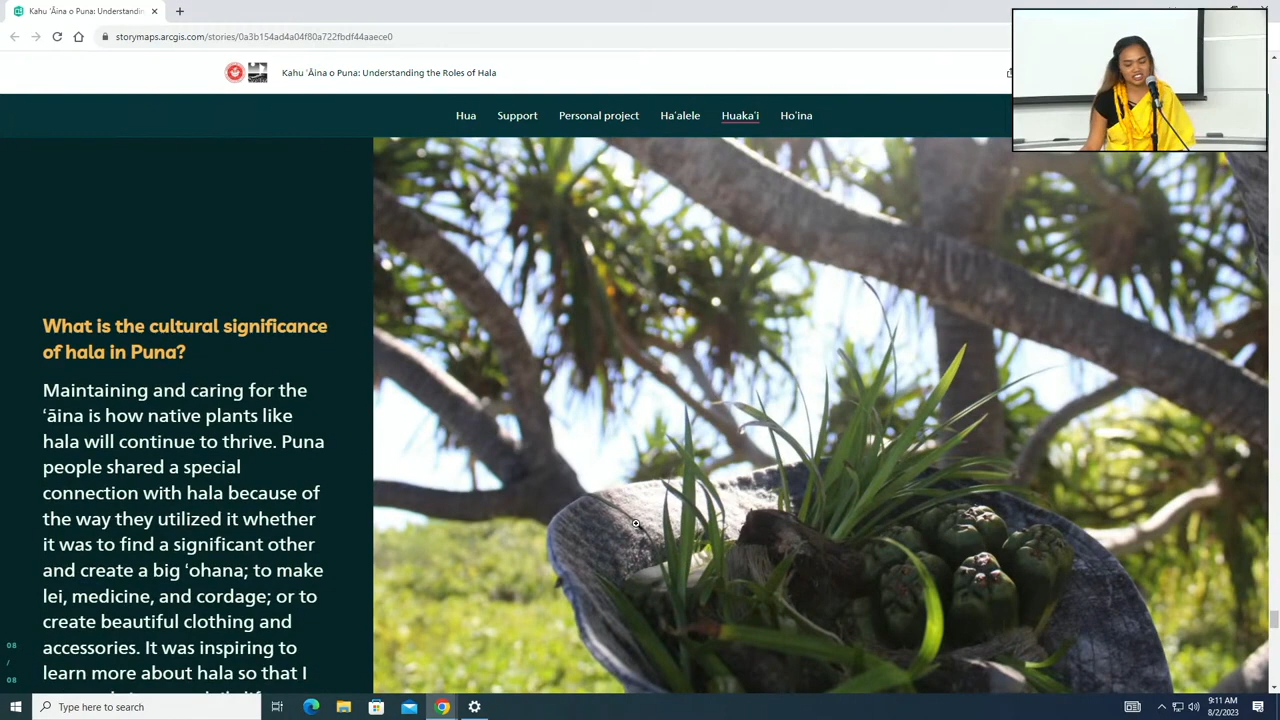 Kahu ʻĀina o Puna: Understandin
storymaps.arcgis.com/stories/0a3b154ad4a04f80a722fbdf44aaece0
Kahu ʻĀina o Puna: Understanding the Roles of Hala
Hua Support Personal project Haʻalele Huakaʻi Hoʻina
What is the cultural significance
of hala in Puna?
Maintaining and caring for the
ʻāina is how native plants like
hala will continue to thrive. Puna
people shared a special
connection with hala because of
the way they utilized it whether
it was to find a significant other
and create a big ʻohana; to make
lei, medicine, and cordage; or to
create beautiful clothing and
accessories. It was inspiring to
learn more about hala so that I
08
/
08
Type here to search
9:11 AM
8/2/2023